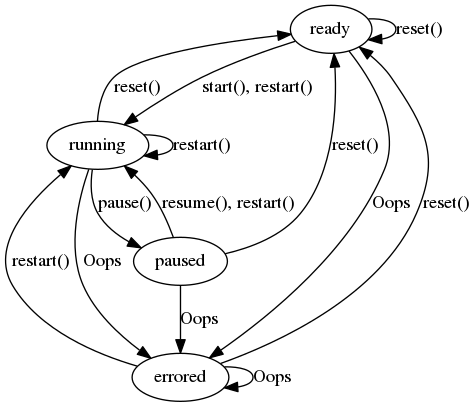 ready
reset()
reset()
start(), restart()
running
restart()
reset()
pause()
resume(), restart()
Oops
reset()
restart()
Oops
paused
Oops
errored
Oops